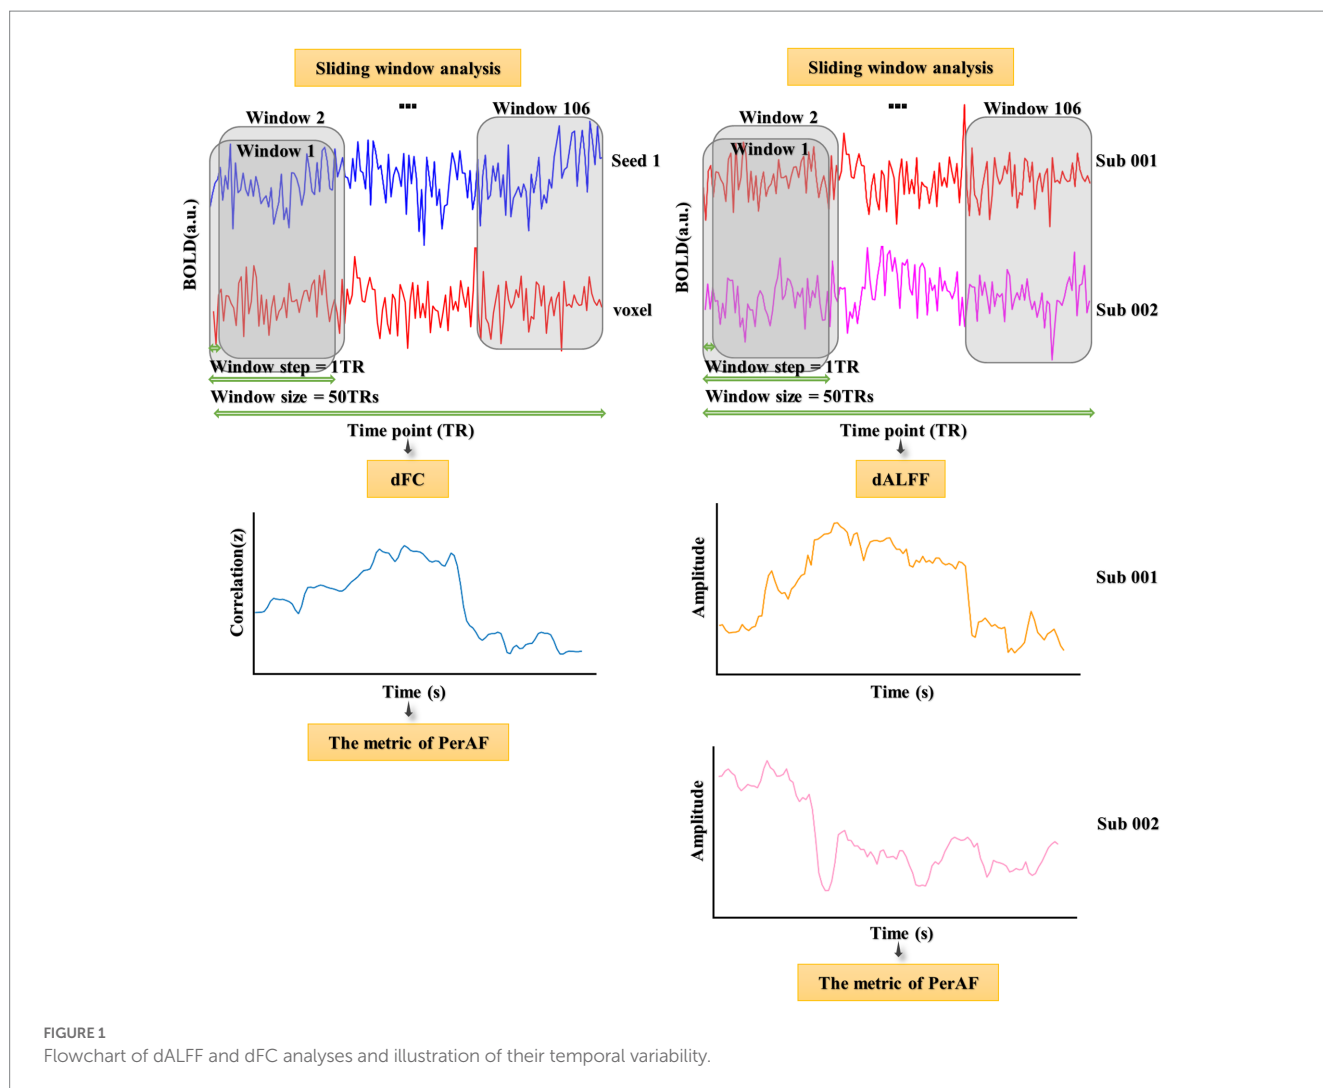 Sliding window analysis
...
Window 2
Window 1
Window 106
Seed 1
voxel
BOLD(a.u.)
Window step = 1TR
Window size = 50TRs
Time point (TR)
dFC
Correlation(z)
Time (s)
The metric of PerAF
Sliding window analysis
...
Window 2
Window 1
Window 106
Sub 001
Sub 002
BOLD(a.u.)
Window step = 1TR
Window size = 50TRs
Time point (TR)
dALFF
Amplitude
Sub 001
Time (s)
Amplitude
Sub 002
Time (s)
The metric of PerAF
FIGURE 1
Flowchart of dALFF and dFC analyses and illustration of their temporal variability.